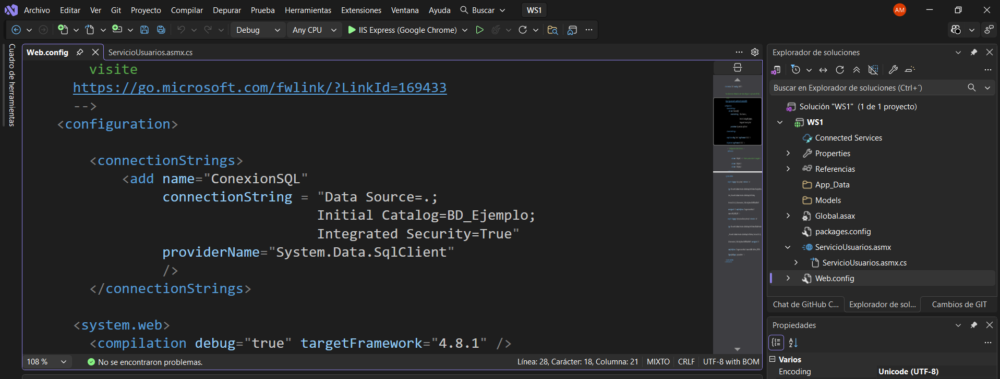 Archivo Editar Ver Git Proyecto Compilar Depurar Prueba Herramientas Extensiones Ventana Ayuda Buscar WS1 AM
Debug Any CPU IIS Express (Google Chrome)
Cuadro de herramientas
Web.config ServicioUsuarios.asmx.cs
visite
https://go.microsoft.com/fwlink/?LinkId=169433
-->
<configuration>
<connectionStrings>
<add name="ConexionSQL"
connectionString = "Data Source=.;
Initial Catalog=BD_Ejemplo;
Integrated Security=True"
providerName="System.Data.SqlClient"
/>
</connectionStrings>
<system.web>
<compilation debug="true" targetFramework="4.8.1" />
108 % No se encontraron problemas. Línea: 28, Carácter: 18, Columna: 21 MIXTO CRLF UTF-8 with BOM
Explorador de soluciones
Buscar en Explorador de soluciones (Ctrl+´)
Solución "WS1" (1 de 1 proyecto)
WS1
Connected Services
Properties
Referencias
App_Data
Models
Global.asax
packages.config
ServicioUsuarios.asmx
ServicioUsuarios.asmx.cs
Web.config
Chat de GitHub C... Explorador de sol... Cambios de GIT
Propiedades
Varios
Encoding Unicode (UTF-8)